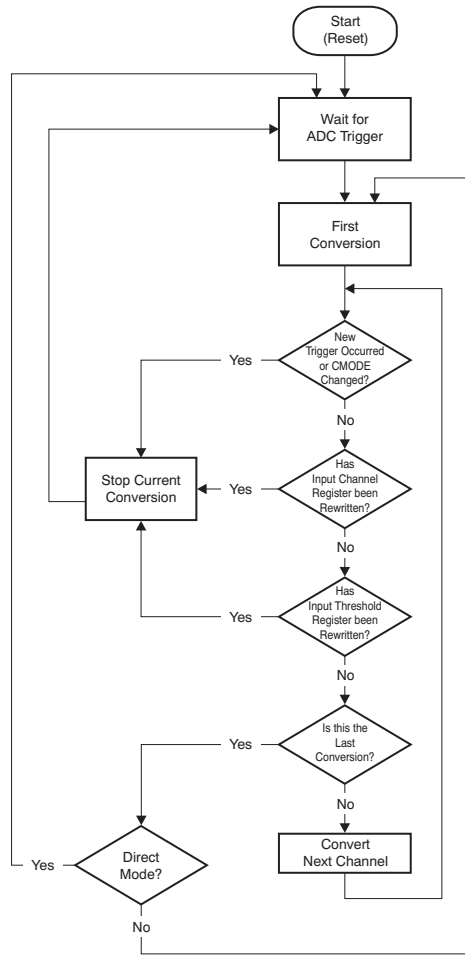 Start
(Reset)
Wait for
ADC Trigger
First
Conversion
New
Trigger Occurred
or CMODE
Changed?
Yes
No
Stop Current
Conversion
Has
Input Channel
Register been
Rewritten?
Yes
No
Has
Input Threshold
Register been
Rewritten?
Yes
No
Is this the
Last
Conversion?
Yes
No
Convert
Next Channel
Direct
Mode?
Yes
No